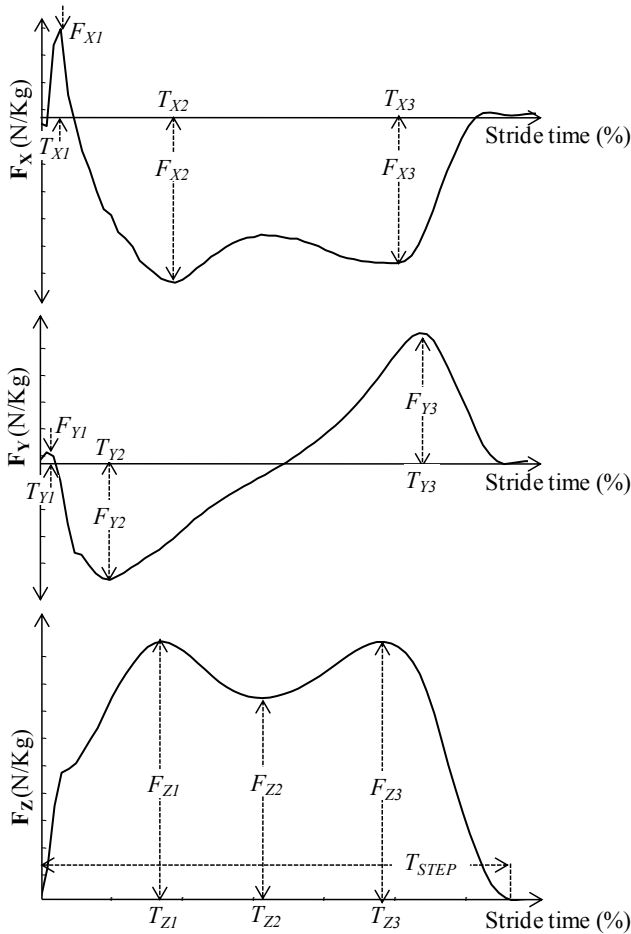 F_X1
T_X2
T_X3
T_X1
Stride time (%)
F_X2
F_X3
F_X (N/Kg)
F_Y1
T_Y2
F_Y3
T_Y1
T_Y3
Stride time (%)
F_Y2
F_Y (N/Kg)
F_Z1
F_Z2
F_Z3
F_Z (N/Kg)
T_STEP
T_Z1
T_Z2
T_Z3
Stride time (%)